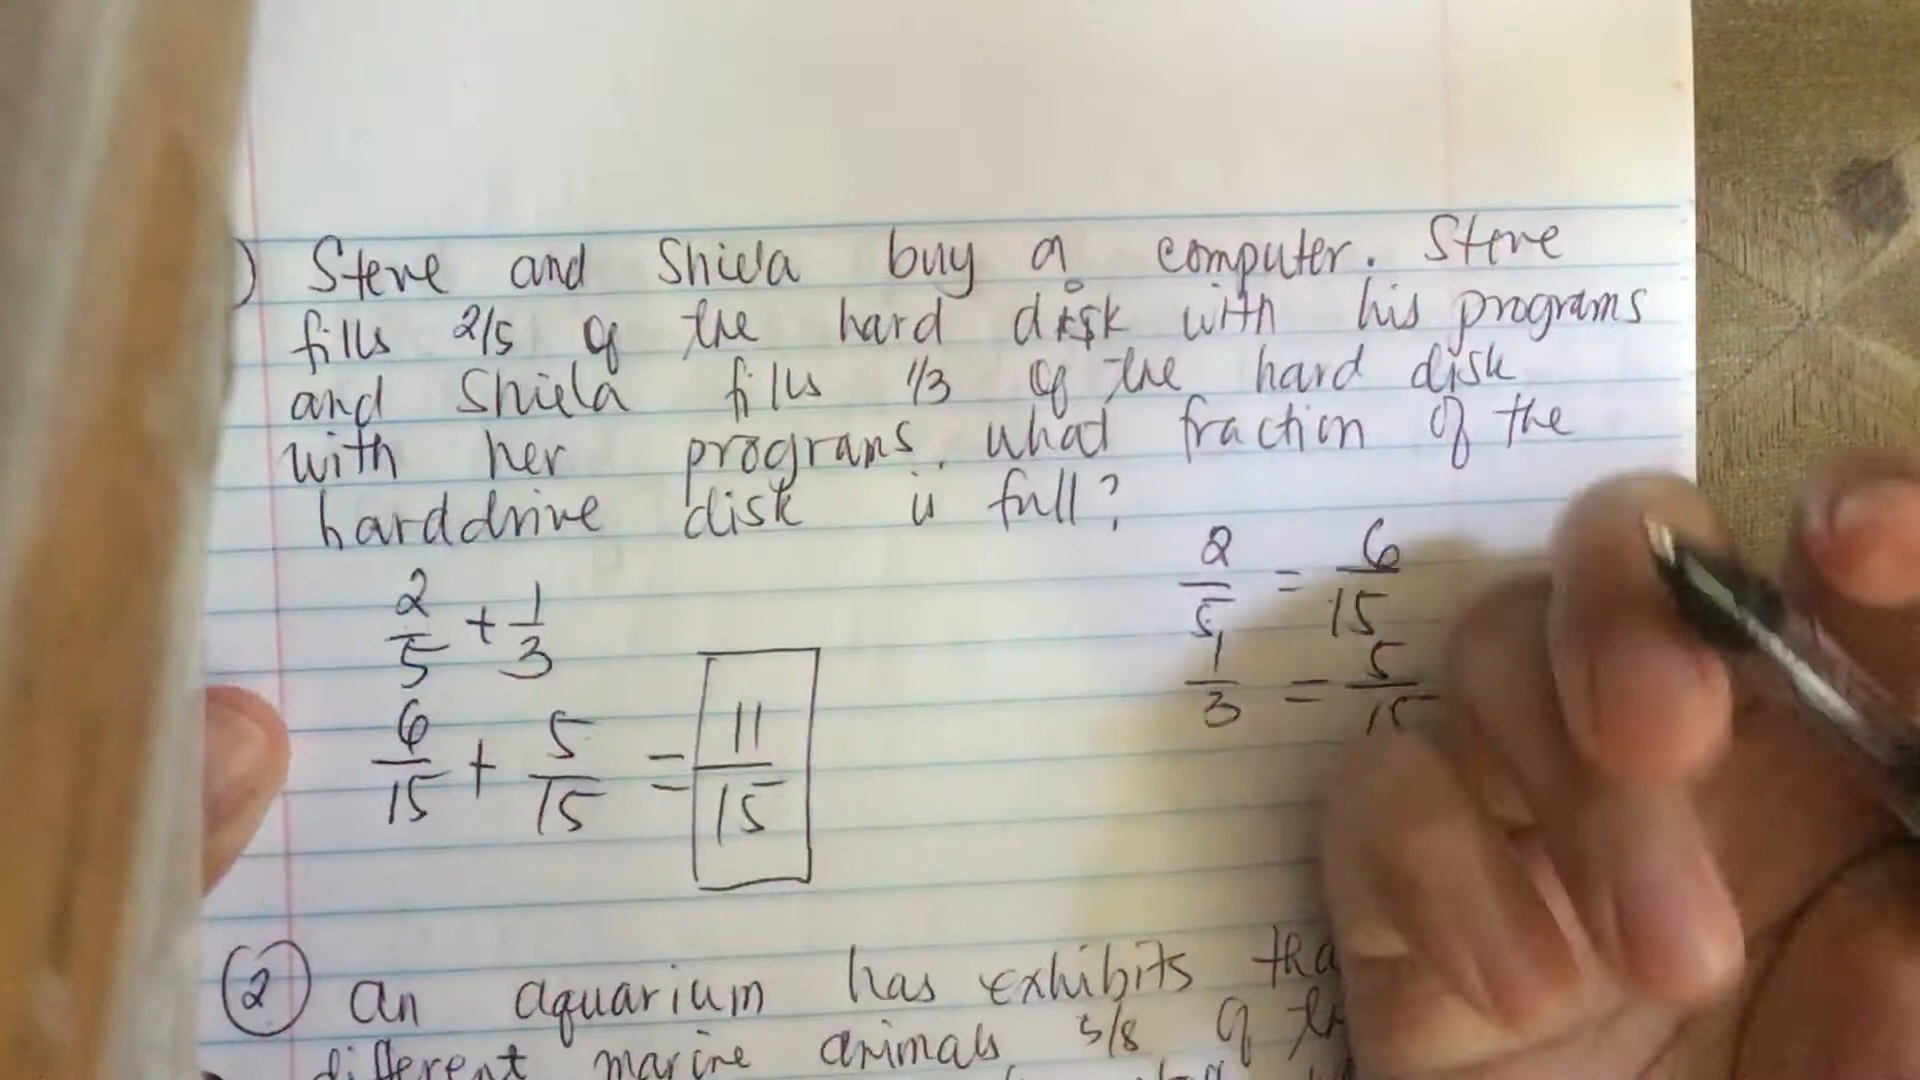 ) Steve and Shiela buy a computer. Steve
fills 2/5 of the hard disk with his programs
and Shiela fills 1/3 of the hard disk
with her programs. what fraction of the
harddrive disk is full?
2/5 = 6/15
1/3 = 5/15
2/5 + 1/3
6/15 + 5/15 = 11/15
(2) An aquarium has exhibits
different marine animals 3/8 of